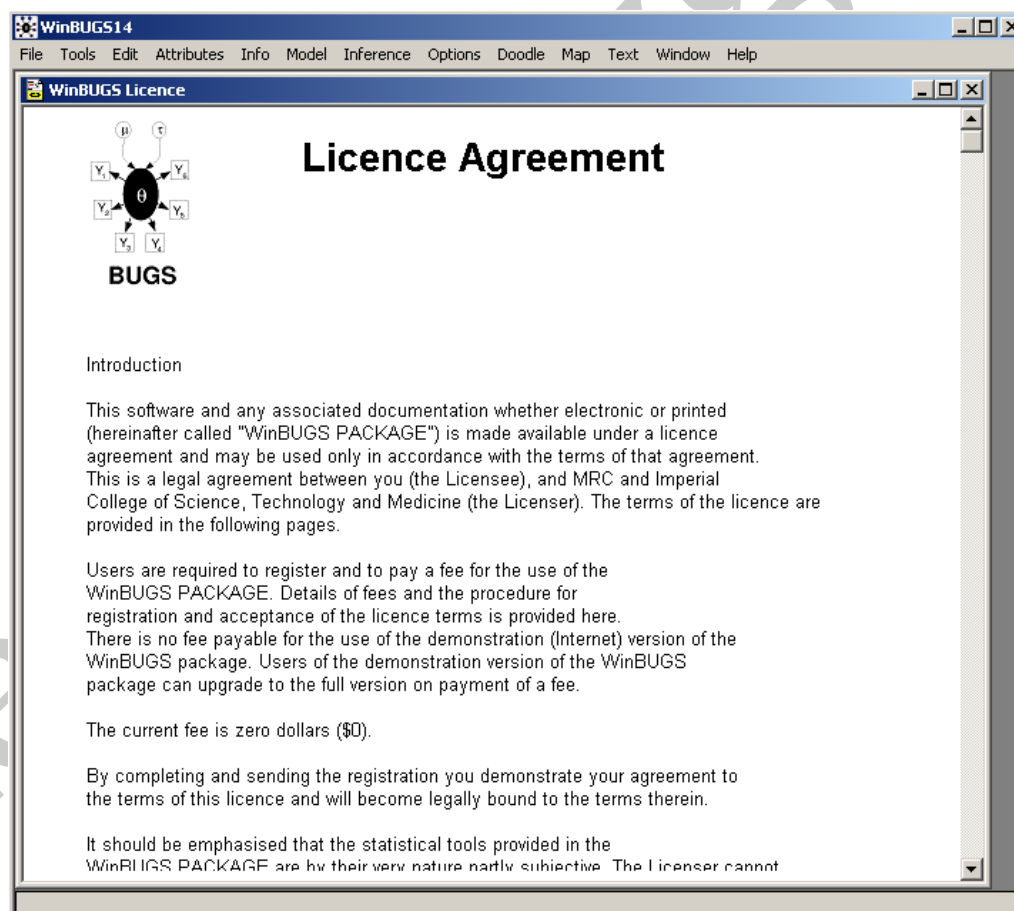 WinBUGS14
File Tools Edit Attributes Info Model Inference Options Doodle Map Text Window Help
WinBUGS Licence
μ τ
Licence Agreement
Y1 Y6
θ
Y2 Y5
Y3 Y4
BUGS
Introduction
This software and any associated documentation whether electronic or printed
(hereinafter called "WinBUGS PACKAGE") is made available under a licence
agreement and may be used only in accordance with the terms of that agreement.
This is a legal agreement between you (the Licensee), and MRC and Imperial
College of Science, Technology and Medicine (the Licenser). The terms of the licence are
provided in the following pages.
Users are required to register and to pay a fee for the use of the
WinBUGS PACKAGE. Details of fees and the procedure for
registration and acceptance of the licence terms is provided here.
There is no fee payable for the use of the demonstration (Internet) version of the
WinBUGS package. Users of the demonstration version of the WinBUGS
package can upgrade to the full version on payment of a fee.
The current fee is zero dollars ($0).
By completing and sending the registration you demonstrate your agreement to
the terms of this licence and will become legally bound to the terms therein.
It should be emphasised that the statistical tools provided in the
WinBUGS PACKAGE are by their very nature partly subjective. The Licenser cannot